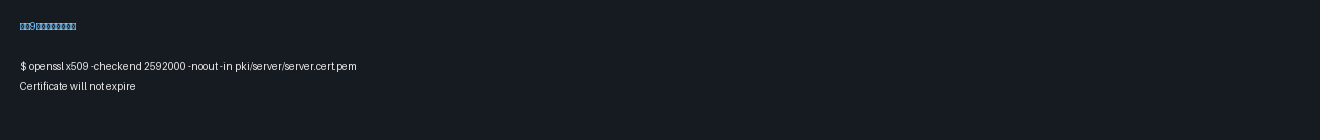 $ openssl x509 -checkend 2592000 -noout -in pki/server/server.cert.pem
Certificate will not expire